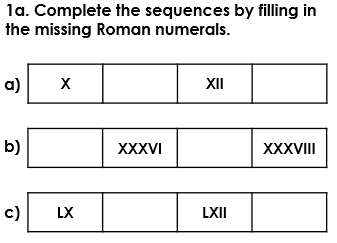 1a. Complete the sequences by filling in
the missing Roman numerals.
a) X XII
b) XXXVI XXXVIII
c) LX LXII